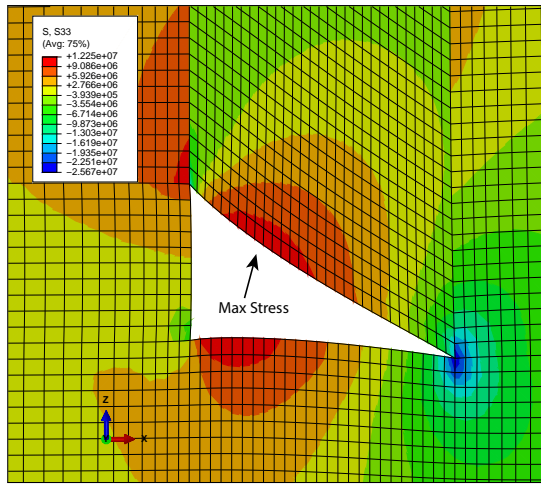 S, S33
(Avg: 75%)
+1.225e+07
+9.086e+06
+5.926e+06
+2.766e+06
−3.939e+05
−3.554e+06
−6.714e+06
−9.873e+06
−1.303e+07
−1.619e+07
−1.935e+07
−2.251e+07
−2.567e+07
Max Stress
Z
X